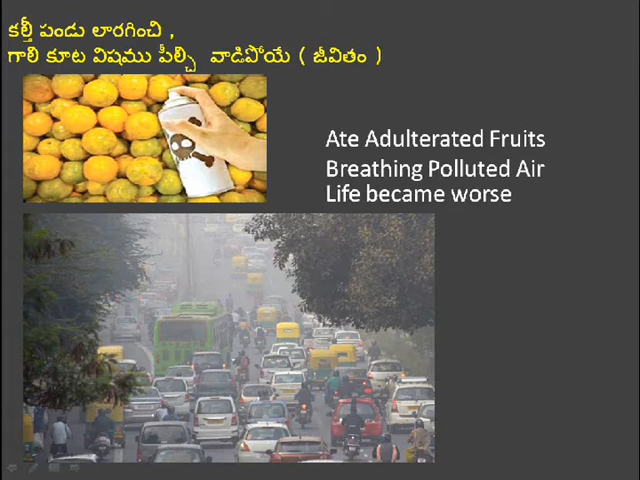 కల్తీ పండు లారగించి ,
గాలి కూట విషము పీల్చి వాడిపోయే ( జీవితం )
Ate Adulterated Fruits
Breathing Polluted Air
Life became worse